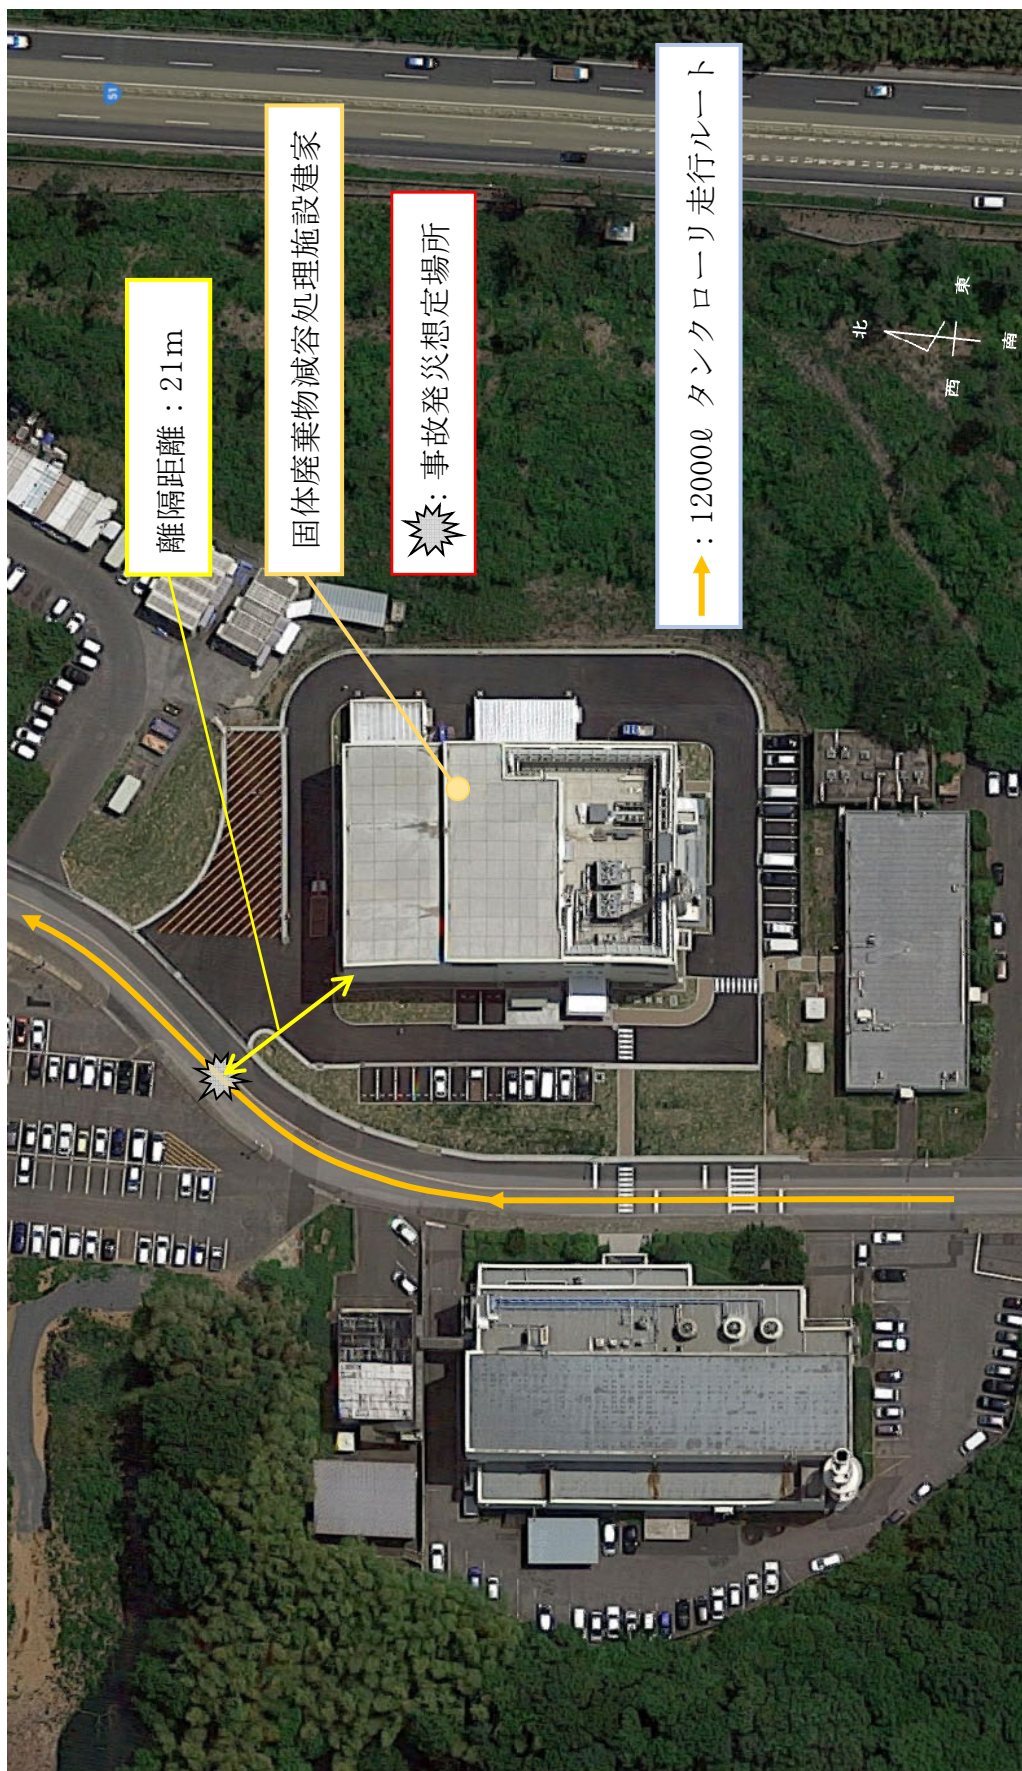 離隔距離：21m
固体廃棄物減容処理施設建家
：事故発災想定場所
：12000ℓ タンクローリ走行ルート
51
北
東
西
南